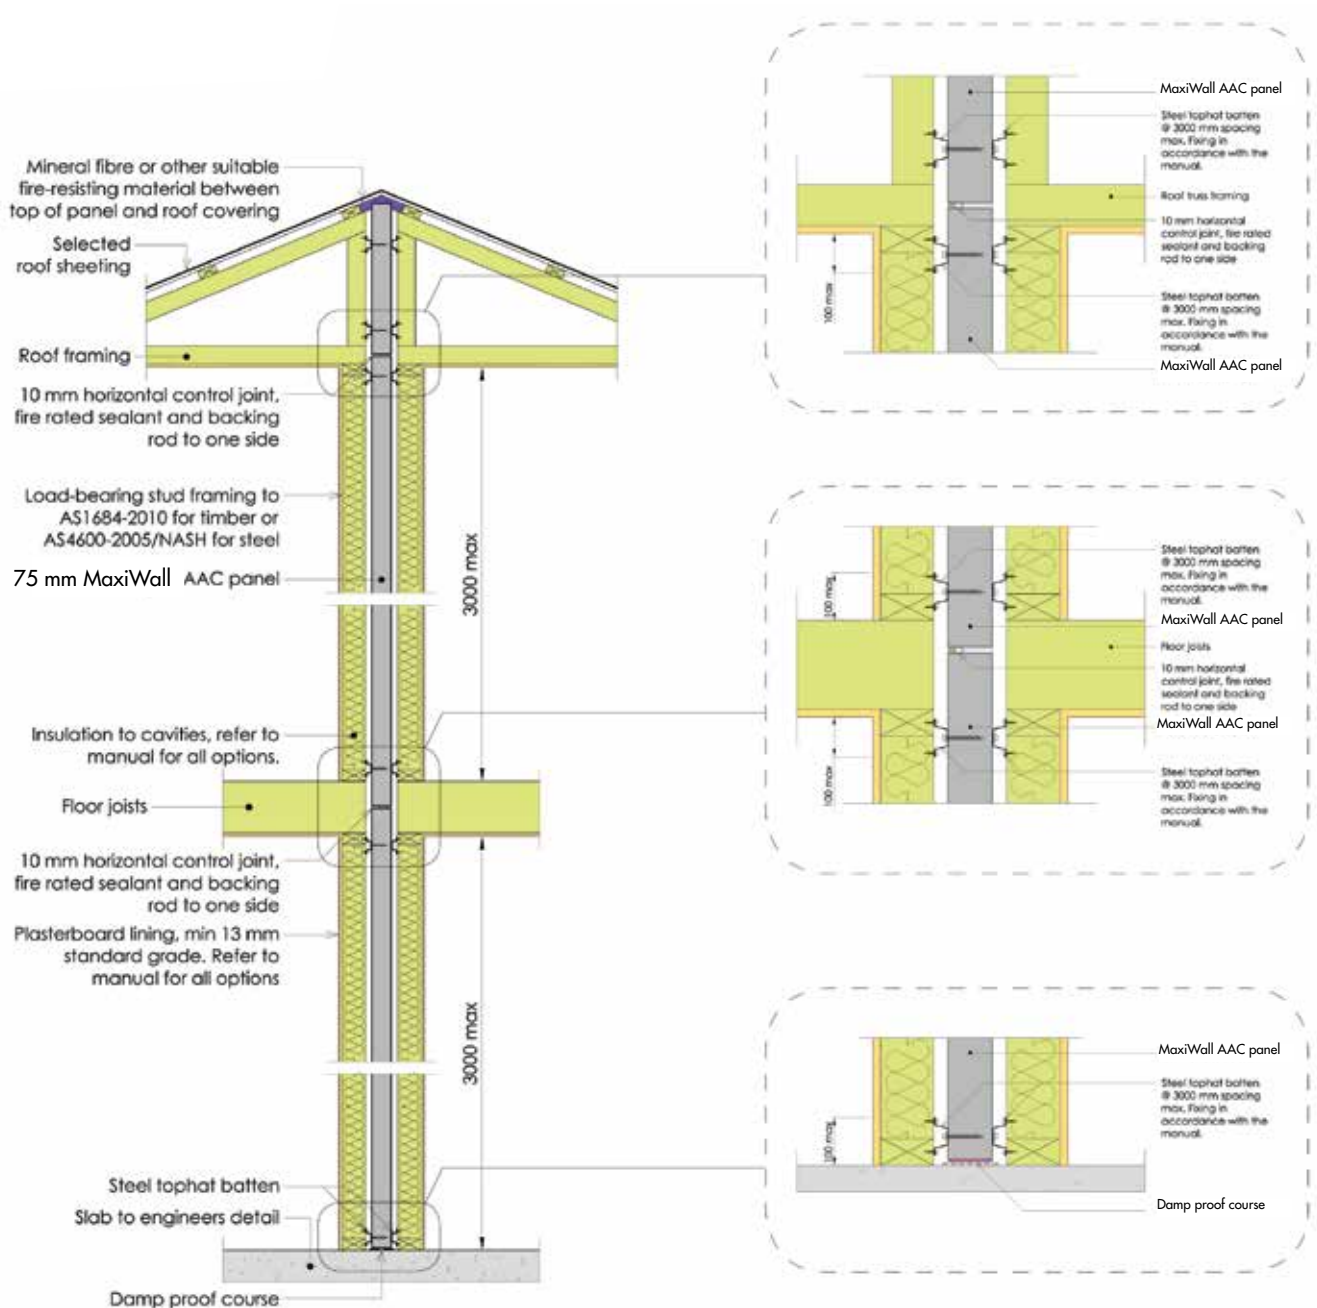 Mineral fibre or other suitable
fire-resisting material between
top of panel and roof covering
Selected
roof sheeting
Roof framing
10 mm horizontal control joint,
fire rated sealant and backing
rod to one side
Load-bearing stud framing to
AS1684-2010 for timber or
AS4600-2005/NASH for steel
75 mm MaxiWall AAC panel
3000 max
Insulation to cavities, refer to
manual for all options.
Floor joists
10 mm horizontal control joint,
fire rated sealant and backing
rod to one side
Plasterboard lining, min 13 mm
standard grade. Refer to
manual for all options
3000 max
Steel tophat batten
Slab to engineers detail
Damp proof course
MaxiWall AAC panel
Steel tophat batten
@ 3000 mm spacing
max. Fixing in
accordance with the
manual.
Roof truss framing
10 mm horizontal
control joint, fire rated
sealant and backing
rod to one side
100 max
Steel tophat batten
@ 3000 mm spacing
max. Fixing in
accordance with the
manual.
MaxiWall AAC panel
Steel tophat batten
@ 3000 mm spacing
max. Fixing in
accordance with the
manual.
100 max
MaxiWall AAC panel
Floor joists
10 mm horizontal
control joint, fire rated
sealant and backing
rod to one side
MaxiWall AAC panel
100 max
Steel tophat batten
@ 3000 mm spacing
max. Fixing in
accordance with the
manual.
MaxiWall AAC panel
Steel tophat batten
@ 3000 mm spacing
max. Fixing in
accordance with the
manual.
100 max
Damp proof course